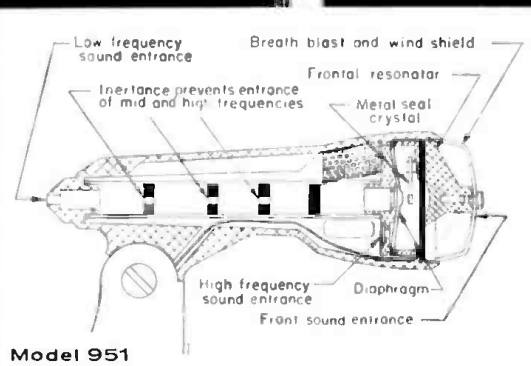 Low frequency
sound entrance
Breath blast and wind shield
Frontal resonator
Inertance prevents entrance
of mid and high frequencies
Metal seal
crystal
High frequency
sound entrance
Diaphragm
Front sound entrance
Model 951